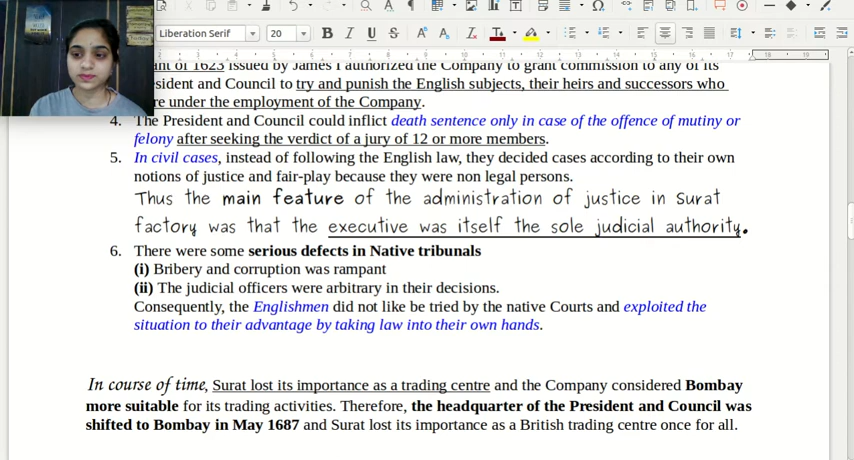 Liberation Serif 20
of 1623 issued by James I authorized the Company to grant commission to any of its
President and Council to try and punish the English subjects, their heirs and successors who
were under the employment of the Company.
4. The President and Council could inflict death sentence only in case of the offence of mutiny or
felony after seeking the verdict of a jury of 12 or more members.
5. In civil cases, instead of following the English law, they decided cases according to their own
notions of justice and fair-play because they were non legal persons.
Thus the main feature of the administration of justice in Surat
factory was that the executive was itself the sole judicial authority.
6. There were some serious defects in Native tribunals
(i) Bribery and corruption was rampant
(ii) The judicial officers were arbitrary in their decisions.
Consequently, the Englishmen did not like be tried by the native Courts and exploited the
situation to their advantage by taking law into their own hands.
In course of time, Surat lost its importance as a trading centre and the Company considered Bombay
more suitable for its trading activities. Therefore, the headquarter of the President and Council was
shifted to Bombay in May 1687 and Surat lost its importance as a British trading centre once for all.